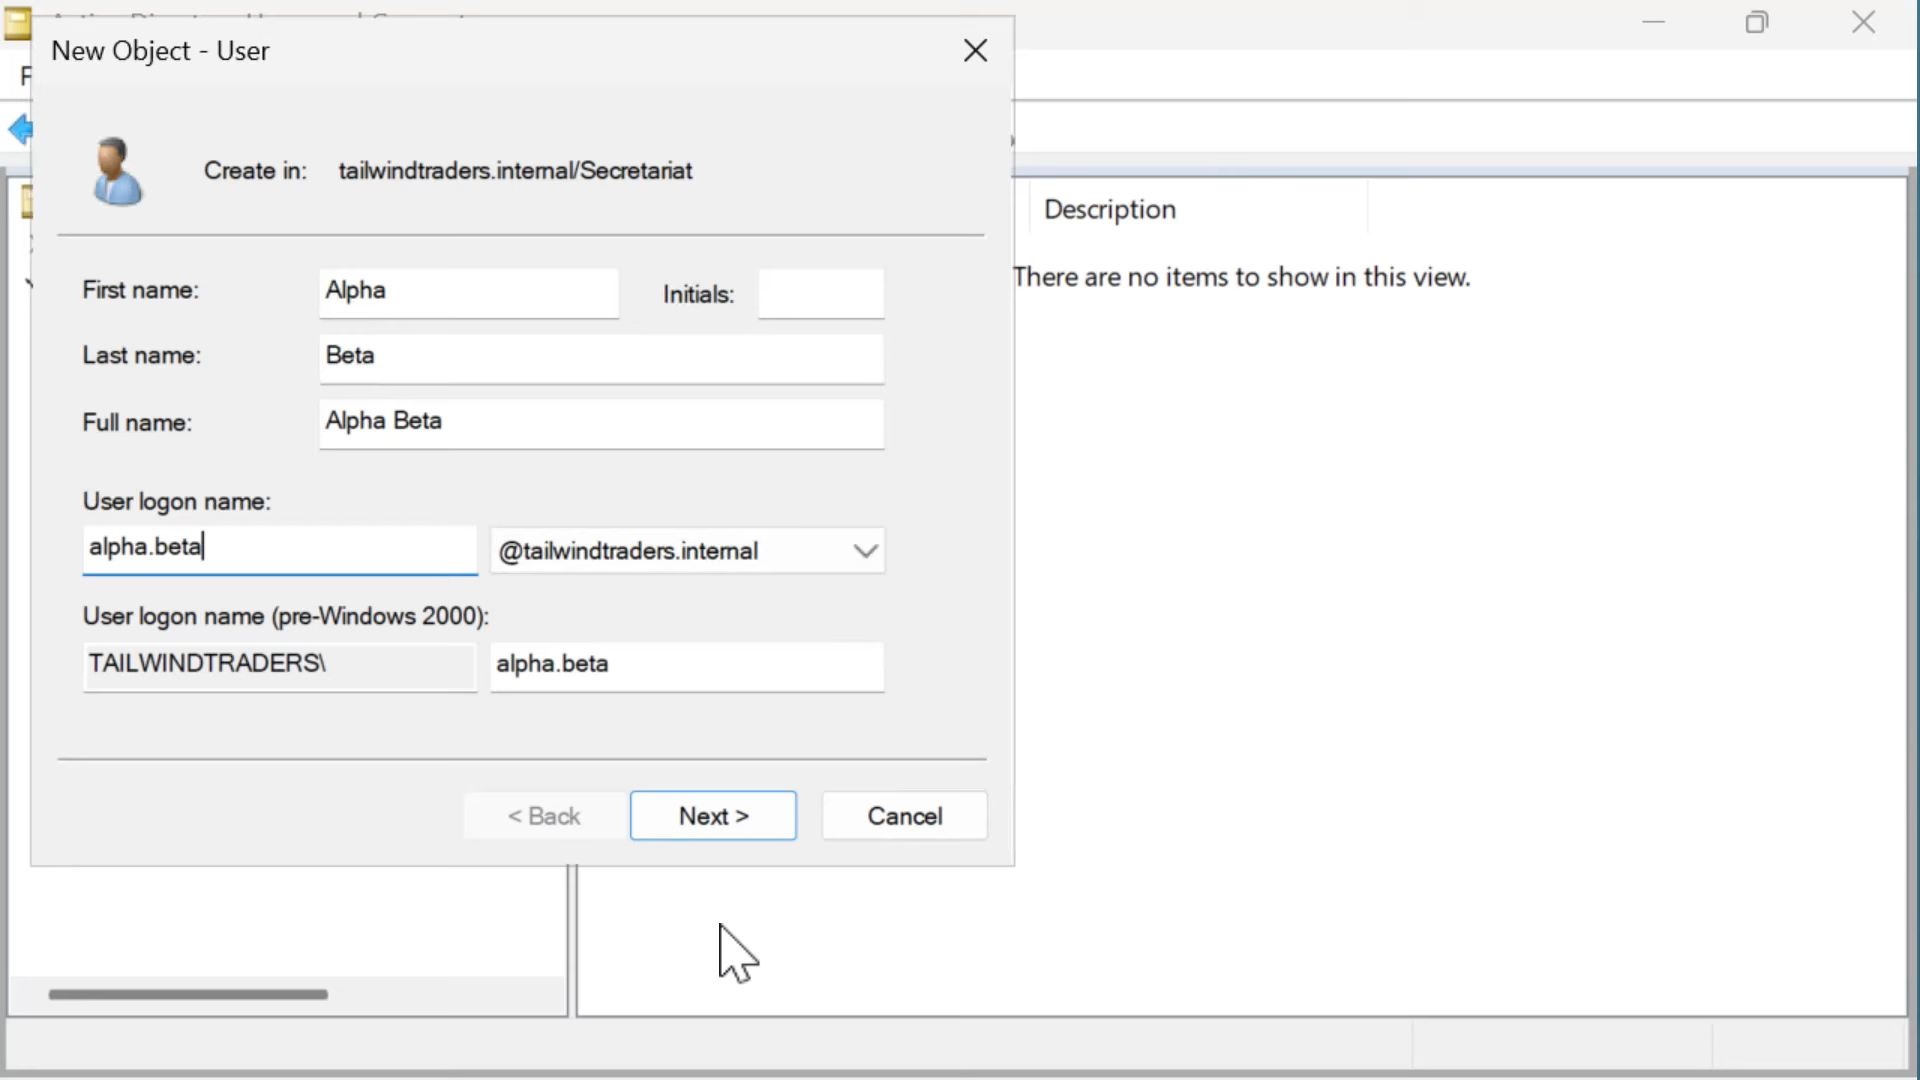 New Object - User
Create in: tailwindtraders.internal/Secretariat
Description
First name: Alpha Initials:
There are no items to show in this view.
Last name: Beta
Full name: Alpha Beta
User logon name:
alpha.beta @tailwindtraders.internal
User logon name (pre-Windows 2000):
TAILWINDTRADERS\ alpha.beta
< Back Next > Cancel